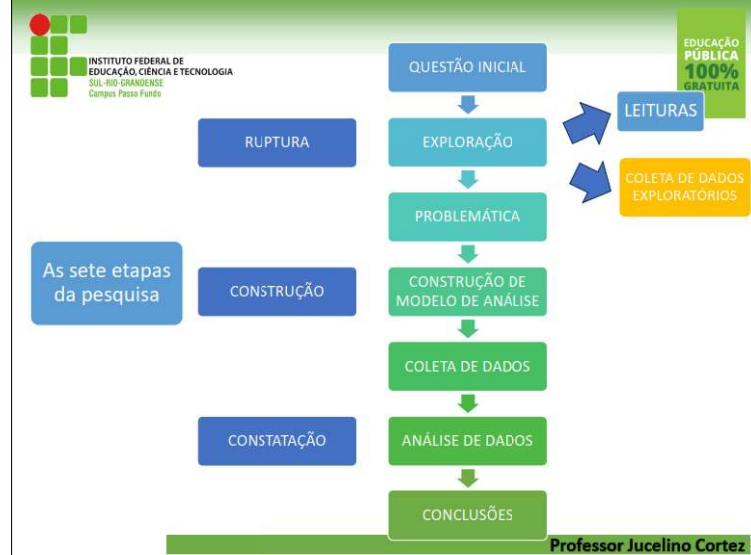 INSTITUTO FEDERAL DE
EDUCAÇÃO, CIÊNCIA E TECNOLOGIA
SUL-RIO-GRANDENSE
Campus Passo Fundo
EDUCAÇÃO
PÚBLICA
100%
GRATUITA
QUESTÃO INICIAL
LEITURAS
RUPTURA
EXPLORAÇÃO
COLETA DE DADOS
EXPLORATÓRIOS
PROBLEMÁTICA
As sete etapas
da pesquisa
CONSTRUÇÃO
CONSTRUÇÃO DE
MODELO DE ANÁLISE
COLETA DE DADOS
CONSTATAÇÃO
ANÁLISE DE DADOS
CONCLUSÕES
Professor Jucelino Cortez